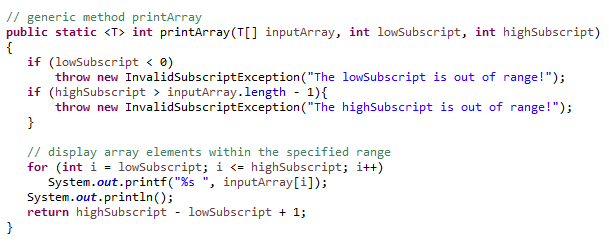 // generic method printArray
public static <T> int printArray(T[] inputArray, int lowSubscript, int highSubscript)
{
   if (lowSubscript < 0)
      throw new InvalidSubscriptException("The lowSubscript is out of range!");
   if (highSubscript > inputArray.length - 1){
      throw new InvalidSubscriptException("The highSubscript is out of range!");
   }

   // display array elements within the specified range
   for (int i = lowSubscript; i <= highSubscript; i++)
      System.out.printf("%s ", inputArray[i]);
   System.out.println();
   return highSubscript - lowSubscript + 1;
}